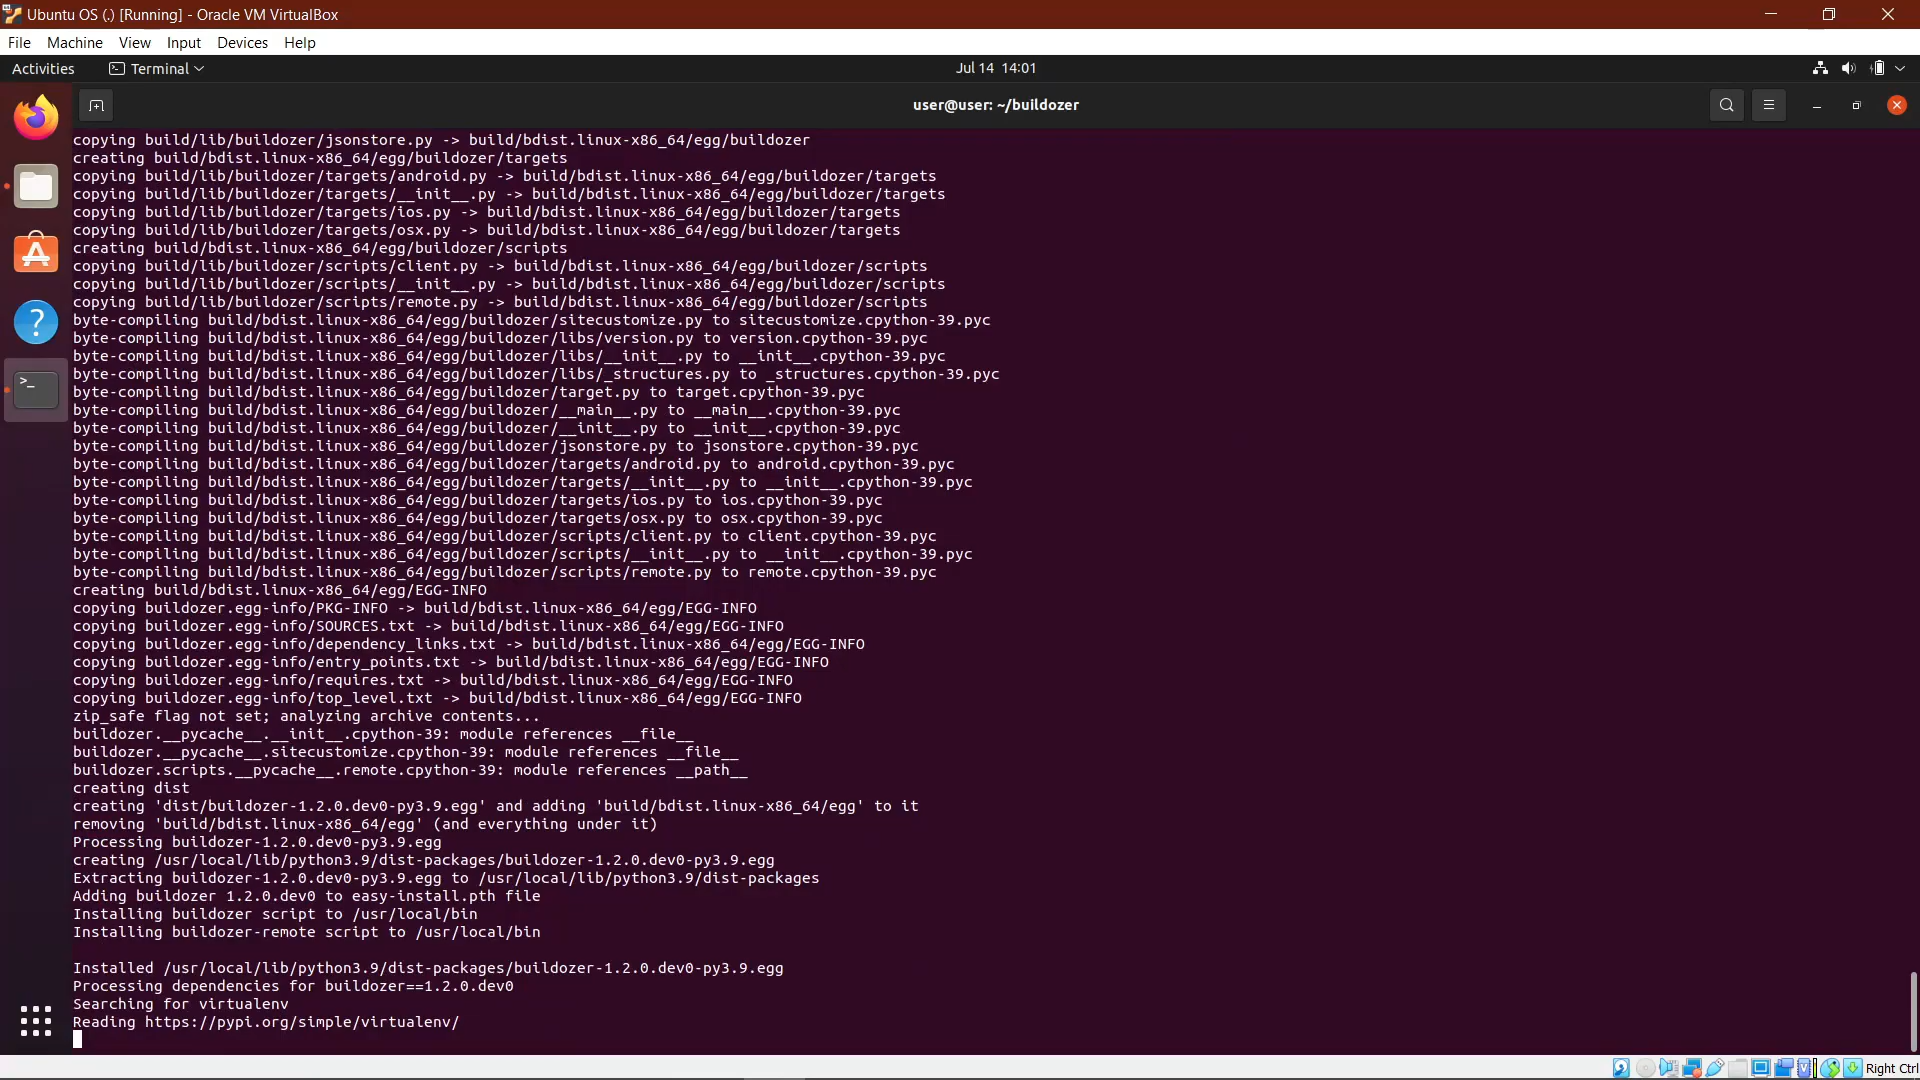 Ubuntu OS (.) [Running] - Oracle VM VirtualBox
File Machine View Input Devices Help
Activities Terminal Jul 14 14:01
user@user: ~/buildozer
copying build/lib/buildozer/jsonstore.py -> build/bdist.linux-x86_64/egg/buildozer
creating build/bdist.linux-x86_64/egg/buildozer/targets
copying build/lib/buildozer/targets/android.py -> build/bdist.linux-x86_64/egg/buildozer/targets
copying build/lib/buildozer/targets/__init__.py -> build/bdist.linux-x86_64/egg/buildozer/targets
copying build/lib/buildozer/targets/ios.py -> build/bdist.linux-x86_64/egg/buildozer/targets
copying build/lib/buildozer/targets/osx.py -> build/bdist.linux-x86_64/egg/buildozer/targets
creating build/bdist.linux-x86_64/egg/buildozer/scripts
copying build/lib/buildozer/scripts/client.py -> build/bdist.linux-x86_64/egg/buildozer/scripts
copying build/lib/buildozer/scripts/__init__.py -> build/bdist.linux-x86_64/egg/buildozer/scripts
copying build/lib/buildozer/scripts/remote.py -> build/bdist.linux-x86_64/egg/buildozer/scripts
byte-compiling build/bdist.linux-x86_64/egg/buildozer/sitecustomize.py to sitecustomize.cpython-39.pyc
byte-compiling build/bdist.linux-x86_64/egg/buildozer/libs/version.py to version.cpython-39.pyc
byte-compiling build/bdist.linux-x86_64/egg/buildozer/libs/__init__.py to __init__.cpython-39.pyc
byte-compiling build/bdist.linux-x86_64/egg/buildozer/libs/_structures.py to _structures.cpython-39.pyc
byte-compiling build/bdist.linux-x86_64/egg/buildozer/target.py to target.cpython-39.pyc
byte-compiling build/bdist.linux-x86_64/egg/buildozer/__main__.py to __main__.cpython-39.pyc
byte-compiling build/bdist.linux-x86_64/egg/buildozer/__init__.py to __init__.cpython-39.pyc
byte-compiling build/bdist.linux-x86_64/egg/buildozer/jsonstore.py to jsonstore.cpython-39.pyc
byte-compiling build/bdist.linux-x86_64/egg/buildozer/targets/android.py to android.cpython-39.pyc
byte-compiling build/bdist.linux-x86_64/egg/buildozer/targets/__init__.py to __init__.cpython-39.pyc
byte-compiling build/bdist.linux-x86_64/egg/buildozer/targets/ios.py to ios.cpython-39.pyc
byte-compiling build/bdist.linux-x86_64/egg/buildozer/targets/osx.py to osx.cpython-39.pyc
byte-compiling build/bdist.linux-x86_64/egg/buildozer/scripts/client.py to client.cpython-39.pyc
byte-compiling build/bdist.linux-x86_64/egg/buildozer/scripts/__init__.py to __init__.cpython-39.pyc
byte-compiling build/bdist.linux-x86_64/egg/buildozer/scripts/remote.py to remote.cpython-39.pyc
creating build/bdist.linux-x86_64/egg/EGG-INFO
copying buildozer.egg-info/PKG-INFO -> build/bdist.linux-x86_64/egg/EGG-INFO
copying buildozer.egg-info/SOURCES.txt -> build/bdist.linux-x86_64/egg/EGG-INFO
copying buildozer.egg-info/dependency_links.txt -> build/bdist.linux-x86_64/egg/EGG-INFO
copying buildozer.egg-info/entry_points.txt -> build/bdist.linux-x86_64/egg/EGG-INFO
copying buildozer.egg-info/requires.txt -> build/bdist.linux-x86_64/egg/EGG-INFO
copying buildozer.egg-info/top_level.txt -> build/bdist.linux-x86_64/egg/EGG-INFO
zip_safe flag not set; analyzing archive contents...
buildozer.__pycache__.__init__.cpython-39: module references __file__
buildozer.__pycache__.sitecustomize.cpython-39: module references __file__
buildozer.scripts.__pycache__.remote.cpython-39: module references __path__
creating dist
creating 'dist/buildozer-1.2.0.dev0-py3.9.egg' and adding 'build/bdist.linux-x86_64/egg' to it
removing 'build/bdist.linux-x86_64/egg' (and everything under it)
Processing buildozer-1.2.0.dev0-py3.9.egg
creating /usr/local/lib/python3.9/dist-packages/buildozer-1.2.0.dev0-py3.9.egg
Extracting buildozer-1.2.0.dev0-py3.9.egg to /usr/local/lib/python3.9/dist-packages
Adding buildozer 1.2.0.dev0 to easy-install.pth file
Installing buildozer script to /usr/local/bin
Installing buildozer-remote script to /usr/local/bin
Installed /usr/local/lib/python3.9/dist-packages/buildozer-1.2.0.dev0-py3.9.egg
Processing dependencies for buildozer==1.2.0.dev0
Searching for virtualenv
Reading https://pypi.org/simple/virtualenv/
Right Ctrl